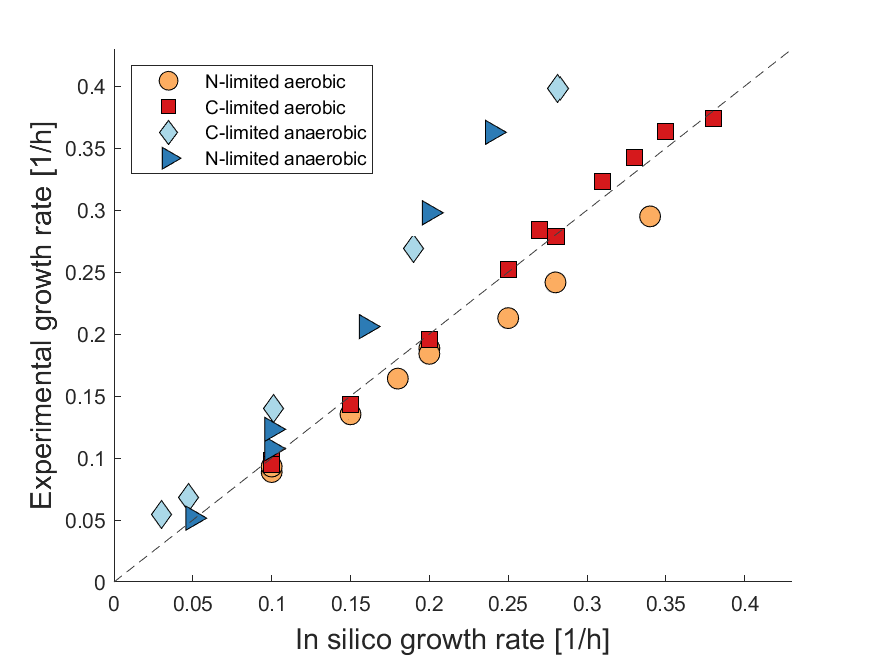 N-limited aerobic
C-limited aerobic
C-limited anaerobic
N-limited anaerobic
Experimental growth rate [1/h]
0.4
0.35
0.3
0.25
0.2
0.15
0.1
0.05
0
0 0.05 0.1 0.15 0.2 0.25 0.3 0.35 0.4
In silico growth rate [1/h]